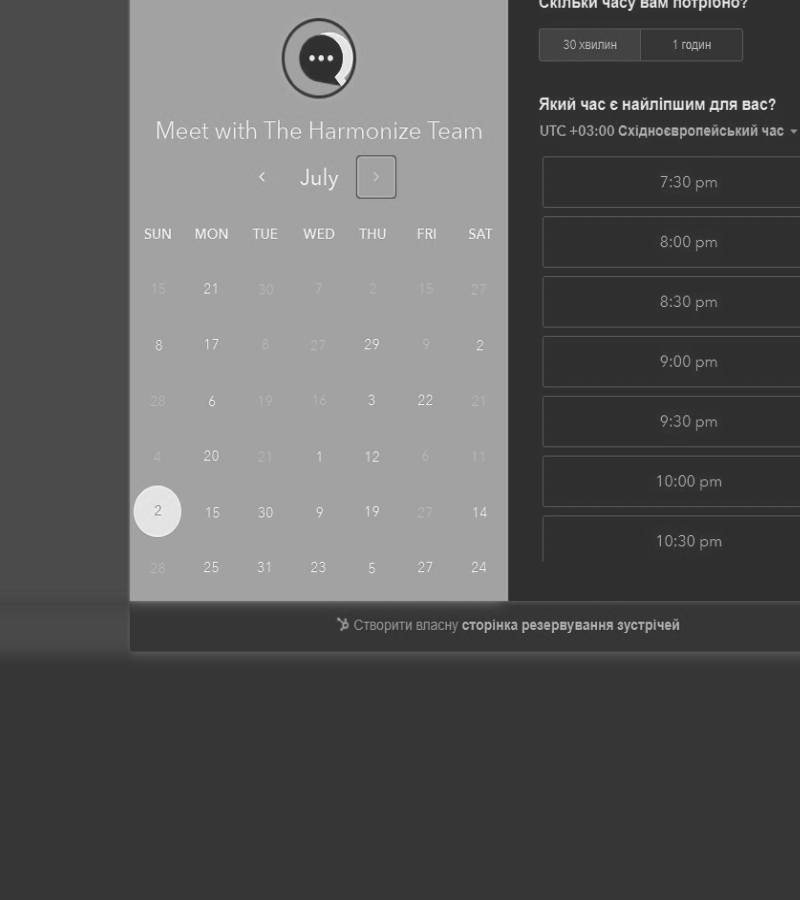 Meet with The Harmonize Team
July
SUN MON TUE WED THU FRI SAT
15 21 30 7 2 15 27
8 17 8 27 29 9 2
28 6 19 16 3 22 21
4 20 21 1 12 6 11
2 15 30 9 19 27 14
28 25 31 23 5 27 24
Скільки часу вам потрібно?
30 хвилин 1 годин
Який час є найліпшим для вас?
UTC +03:00 Східноєвропейський час
7:30 pm
8:00 pm
8:30 pm
9:00 pm
9:30 pm
10:00 pm
10:30 pm
Створити власну сторінка резервування зустрічей